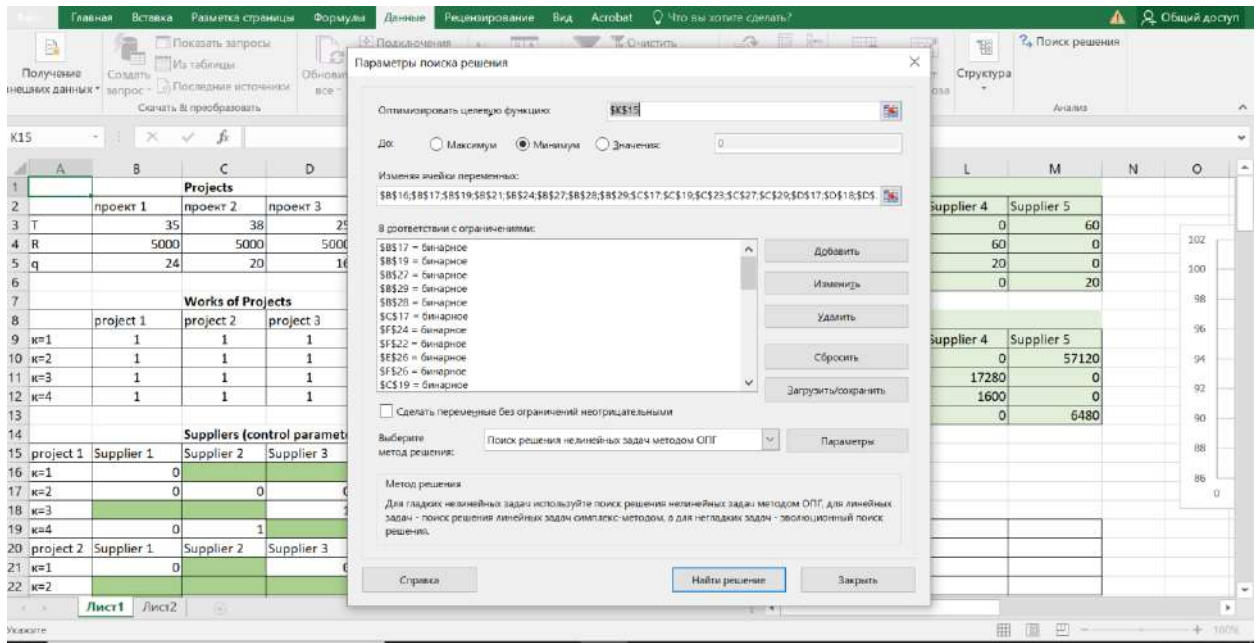 Главная Вставка Разметка страницы Формулы Данные Рецензирование Вид Acrobat Что вы хотите сделать? Общий доступ
Получение
внешних данных
Создать
запрос
Показать запросы
Из таблицы
Последние источники
Скачать & преобразовать
Обновить
все
Подключения
Очистить
Структура
Поиск решения
Анализ
K15 fx
A B C D L M N O
1 Projects
2 проект 1 проект 2 проект 3 Supplier 4 Supplier 5
3 T 35 38 25 0 60
4 R 5000 5000 5000 60 0
5 q 24 20 16 20 0
6 0 20
7 Works of Projects
8 project 1 project 2 project 3
9 к=1 1 1 1 Supplier 4 Supplier 5
10 к=2 1 1 1 0 57120
11 к=3 1 1 1 17280 0
12 к=4 1 1 1 1600 0
13 0 6480
14 Suppliers (control paramet
15 project 1 Supplier 1 Supplier 2 Supplier 3
16 к=1 0
17 к=2 0 0 0
18 к=3 1
19 к=4 0 1
20 project 2 Supplier 1 Supplier 2 Supplier 3
21 к=1 0 0
22 к=2
102
100
98
96
94
92
90
88
86
0
Параметры поиска решения
Оптимизировать целевую функцию: $K$15
До: Максимум Минимум Значения: 0
Изменяя ячейки переменных:
$B$16;$B$17;$B$19;$B$21;$B$24;$B$27;$B$28;$B$29;$C$17;$C$19;$C$23;$C$27;$C$29;$D$17;$D$18;$D$
В соответствии с ограничениями:
$B$17 = бинарное
$B$19 = бинарное
$B$27 = бинарное
$B$29 = бинарное
$B$28 = бинарное
$C$17 = бинарное
$F$24 = бинарное
$F$22 = бинарное
$E$26 = бинарное
$F$26 = бинарное
$C$19 = бинарное
Добавить
Изменить
Удалить
Сбросить
Загрузить/сохранить
Сделать переменные без ограничений неотрицательными
Выберите
метод решения:
Поиск решения нелинейных задач методом ОПГ
Параметры
Метод решения
Для гладких нелинейных задач используйте поиск решения нелинейных задач методом ОПГ, для линейных
задач - поиск решения линейных задач симплекс-методом, а для негладких задач - эволюционный поиск
решения.
Справка Найти решение Закрыть
Лист1 Лист2
Укажите 100%